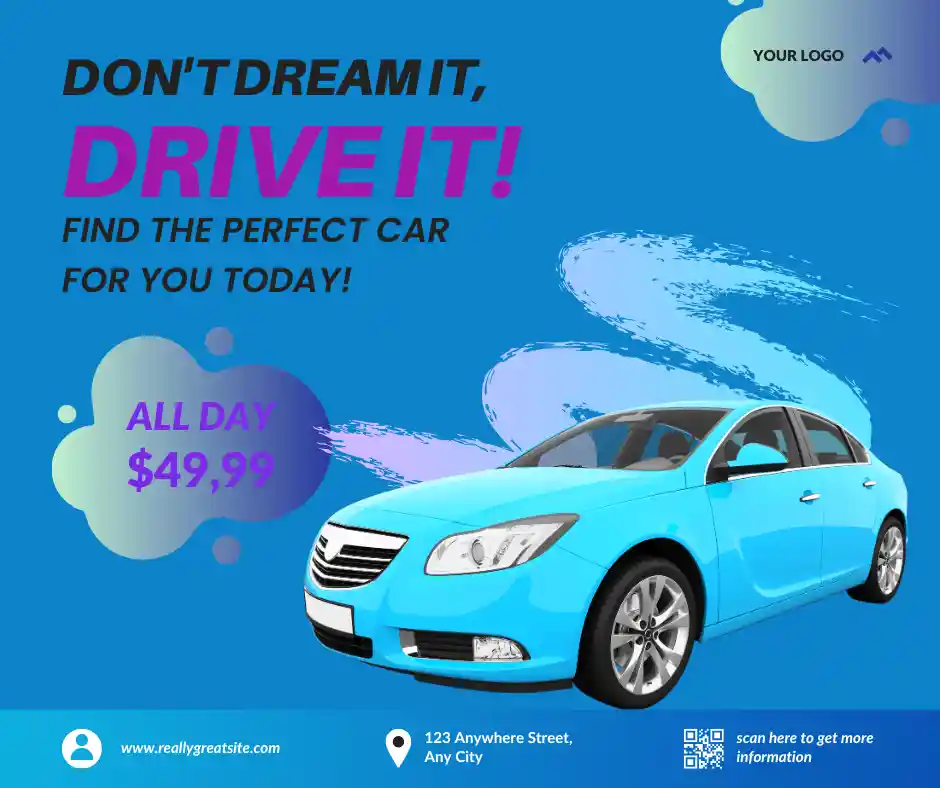 DON'T DREAM IT,
DRIVE IT!
FIND THE PERFECT CAR
FOR YOU TODAY!
YOUR LOGO
ALL DAY
$49,99
www.reallygreatsite.com
123 Anywhere Street,
Any City
scan here to get more
information